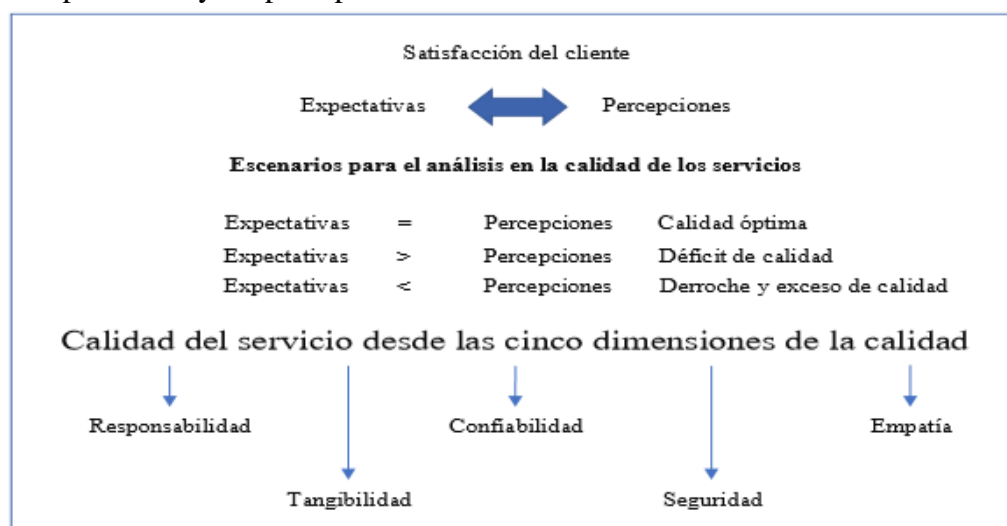 Satisfacción del cliente
Expectativas Percepciones
Escenarios para el análisis en la calidad de los servicios
Expectativas = Percepciones Calidad óptima
Expectativas > Percepciones Déficit de calidad
Expectativas < Percepciones Derroche y exceso de calidad
Calidad del servicio desde las cinco dimensiones de la calidad
Responsabilidad Confiabilidad Empatía
Tangibilidad Seguridad